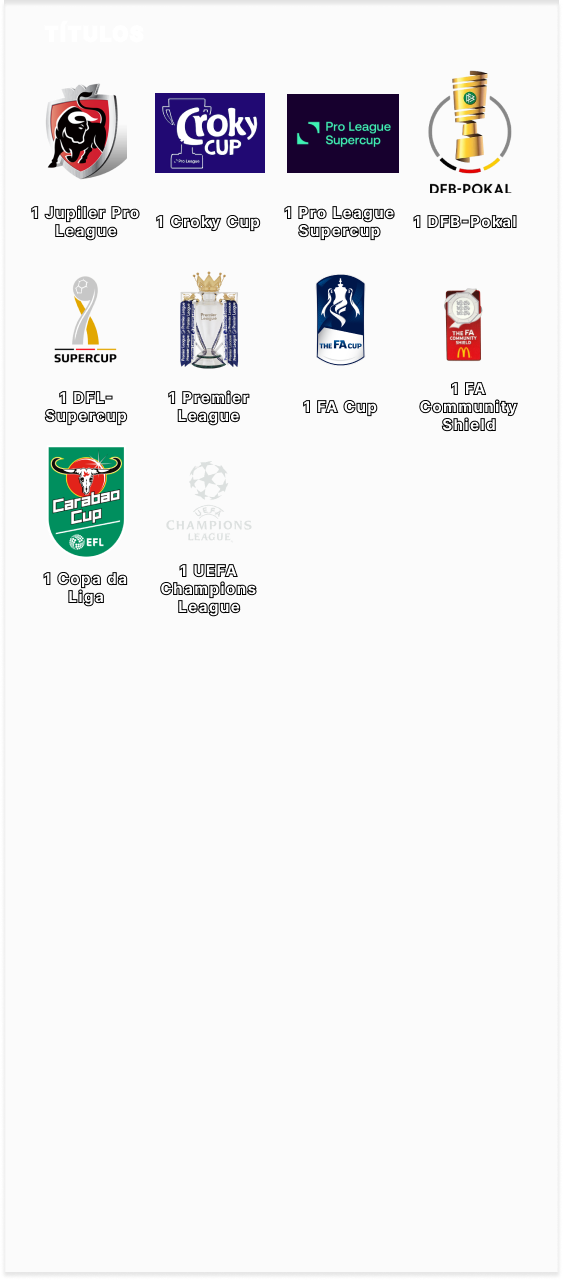 TÍTULOS
Croky
CUP
Pro League
Pro League
Supercup
DFB-POKAL
1 Jupiler Pro
League
1 Croky Cup
1 Pro League
Supercup
1 DFB-Pokal
SUPERCUP
Premier
League
THE FA CUP
THE FA
COMMUNITY
SHIELD
1 DFL-
Supercup
1 Premier
League
1 FA Cup
1 FA
Community
Shield
Carabao
Cup
EFL
UEFA
CHAMPIONS
LEAGUE
1 Copa da
Liga
1 UEFA
Champions
League